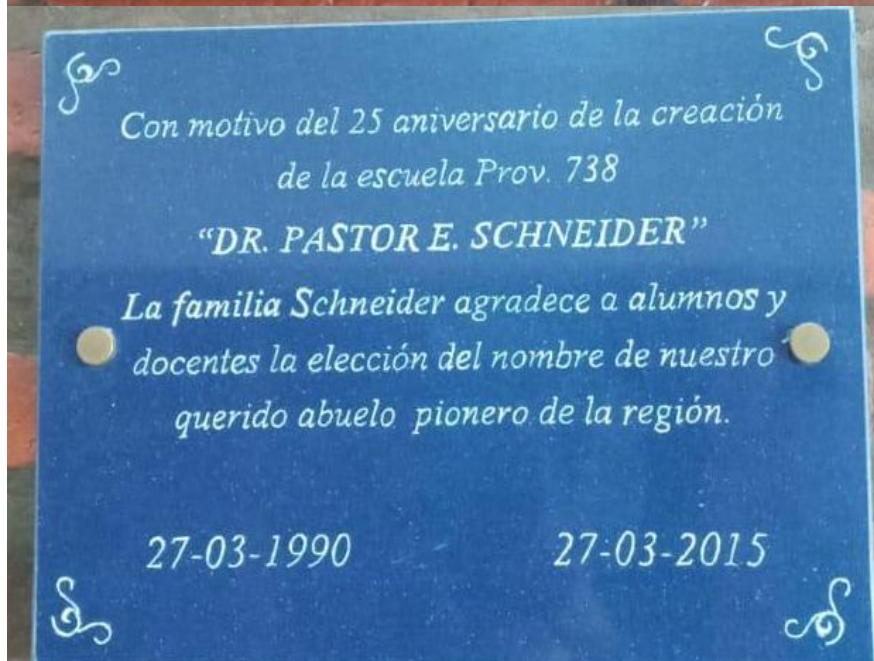 Con motivo del 25 aniversario de la creación
de la escuela Prov. 738
“DR. PASTOR E. SCHNEIDER”
La familia Schneider agradece a alumnos y
docentes la elección del nombre de nuestro
querido abuelo pionero de la región.
27-03-1990 27-03-2015